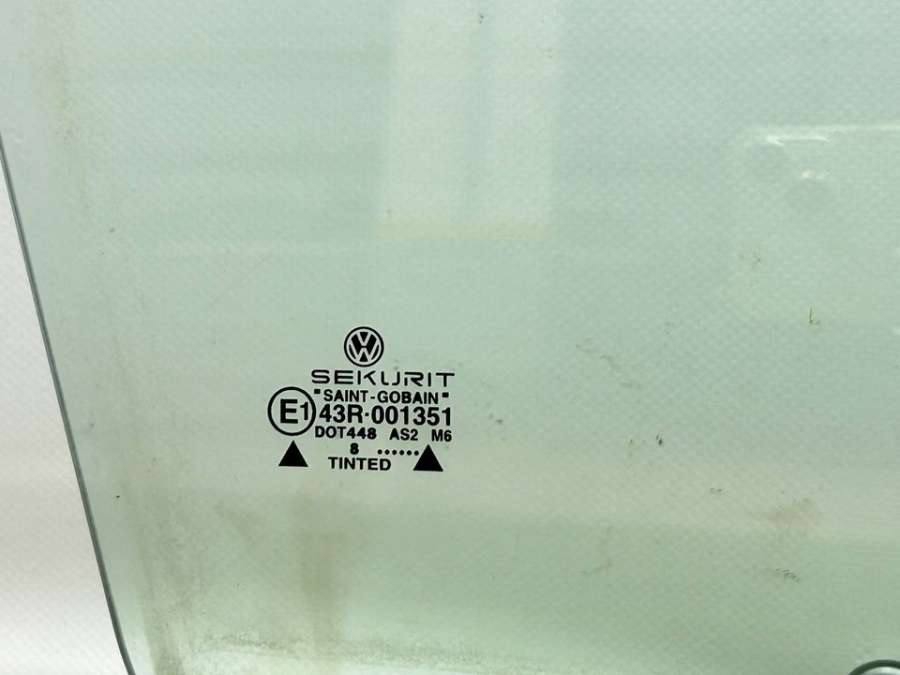 SEKURIT
"SAINT-GOBAIN"
E1 43R-001351
DOT448 AS2 M6
8 ......
TINTED